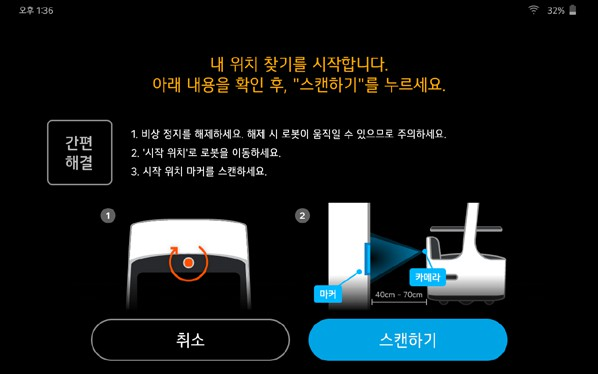 오후 1:36
32%
내 위치 찾기를 시작합니다.
아래 내용을 확인 후, "스캔하기"를 누르세요.
간편
해결
1. 비상 정지를 해제하세요. 해제 시 로봇이 움직일 수 있으므로 주의하세요.
2. '시작 위치'로 로봇을 이동하세요.
3. 시작 위치 마커를 스캔하세요.
1
2
마커
카메라
40cm - 70cm
취소
스캔하기